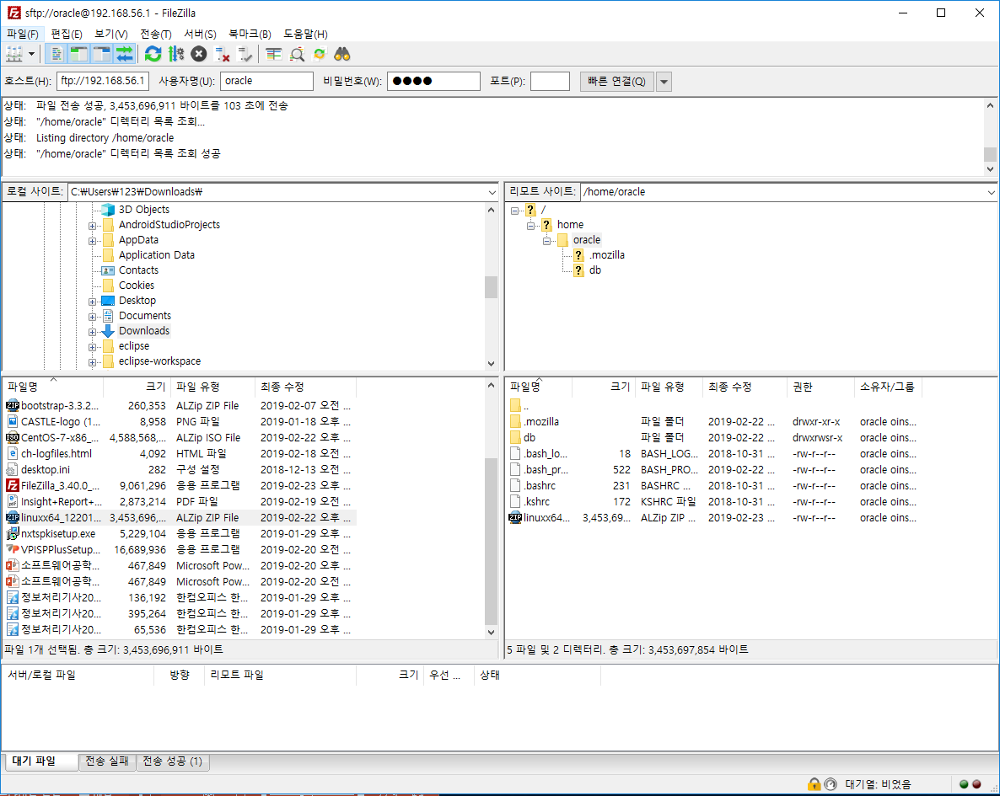 sftp://oracle@192.168.56.1 - FileZilla
파일(F) 편집(E) 보기(V) 전송(T) 서버(S) 북마크(B) 도움말(H)
호스트(H): ftp://192.168.56.1 사용자명(U): oracle 비밀번호(W): ●●●● 포트(P): 빠른 연결(Q)
상태: 파일 전송 성공, 3,453,696,911 바이트를 103 초에 전송
상태: "/home/oracle" 디렉터리 목록 조회...
상태: Listing directory /home/oracle
상태: "/home/oracle" 디렉터리 목록 조회 성공
로컬 사이트: C:₩Users₩123₩Downloads₩
3D Objects
AndroidStudioProjects
AppData
Application Data
Contacts
Cookies
Desktop
Documents
Downloads
eclipse
eclipse-workspace
리모트 사이트: /home/oracle
/
home
oracle
.mozilla
db
파일명 크기 파일 유형 최종 수정
bootstrap-3.3.2... 260,353 ALZip ZIP File 2019-02-07 오전 ...
CASTLE-logo (1... 8,958 PNG 파일 2019-01-18 오후 ...
CentOS-7-x86_... 4,588,568,... ALZip ISO File 2019-02-22 오후 ...
ch-logfiles.html 4,092 HTML 파일 2019-02-18 오전 ...
desktop.ini 282 구성 설정 2018-12-13 오전 ...
FileZilla_3.40.0_... 9,061,296 응용 프로그램 2019-02-23 오후 ...
Insight+Report+... 2,873,214 PDF 파일 2019-02-19 오전 ...
linuxx64_12201... 3,453,696,... ALZip ZIP File 2019-02-22 오후 ...
nxtspkisetup.exe 5,229,104 응용 프로그램 2019-01-29 오후 ...
VPISPPlusSetup... 16,689,936 응용 프로그램 2019-02-20 오후 ...
소프트웨어공학... 467,849 Microsoft Pow... 2019-02-20 오후 ...
소프트웨어공학... 467,849 Microsoft Pow... 2019-02-20 오전 ...
정보처리기사20... 136,192 한컴오피스 한... 2019-01-29 오후 ...
정보처리기사20... 395,264 한컴오피스 한... 2019-01-29 오후 ...
정보처리기사20... 65,536 한컴오피스 한... 2019-01-29 오후 ...
파일 1개 선택됨. 총 크기: 3,453,696,911 바이트
파일명 크기 파일 유형 최종 수정 권한 소유자/그룹
..
.mozilla 파일 폴더 2019-02-22 ... drwxr-xr-x oracle oins...
db 파일 폴더 2019-02-22 ... drwxrwsr-x oracle oins...
.bash_lo... 18 BASH_LOG... 2018-10-31 ... -rw-r--r-- oracle oins...
.bash_pr... 522 BASH_PRO... 2019-02-22 ... -rw-r--r-- oracle oins...
.bashrc 231 BASHRC ... 2018-10-31 ... -rw-r--r-- oracle oins...
.kshrc 172 KSHRC 파일 2018-10-31 ... -rw-r--r-- oracle oins...
linuxx64... 3,453,69... ALZip ZIP ... 2019-02-23 ... -rw-r--r-- oracle oins...
5 파일 및 2 디렉터리. 총 크기: 3,453,697,854 바이트
서버/로컬 파일 방향 리모트 파일 크기 우선 ... 상태
대기 파일 전송 실패 전송 성공 (1)
대기열: 비었음